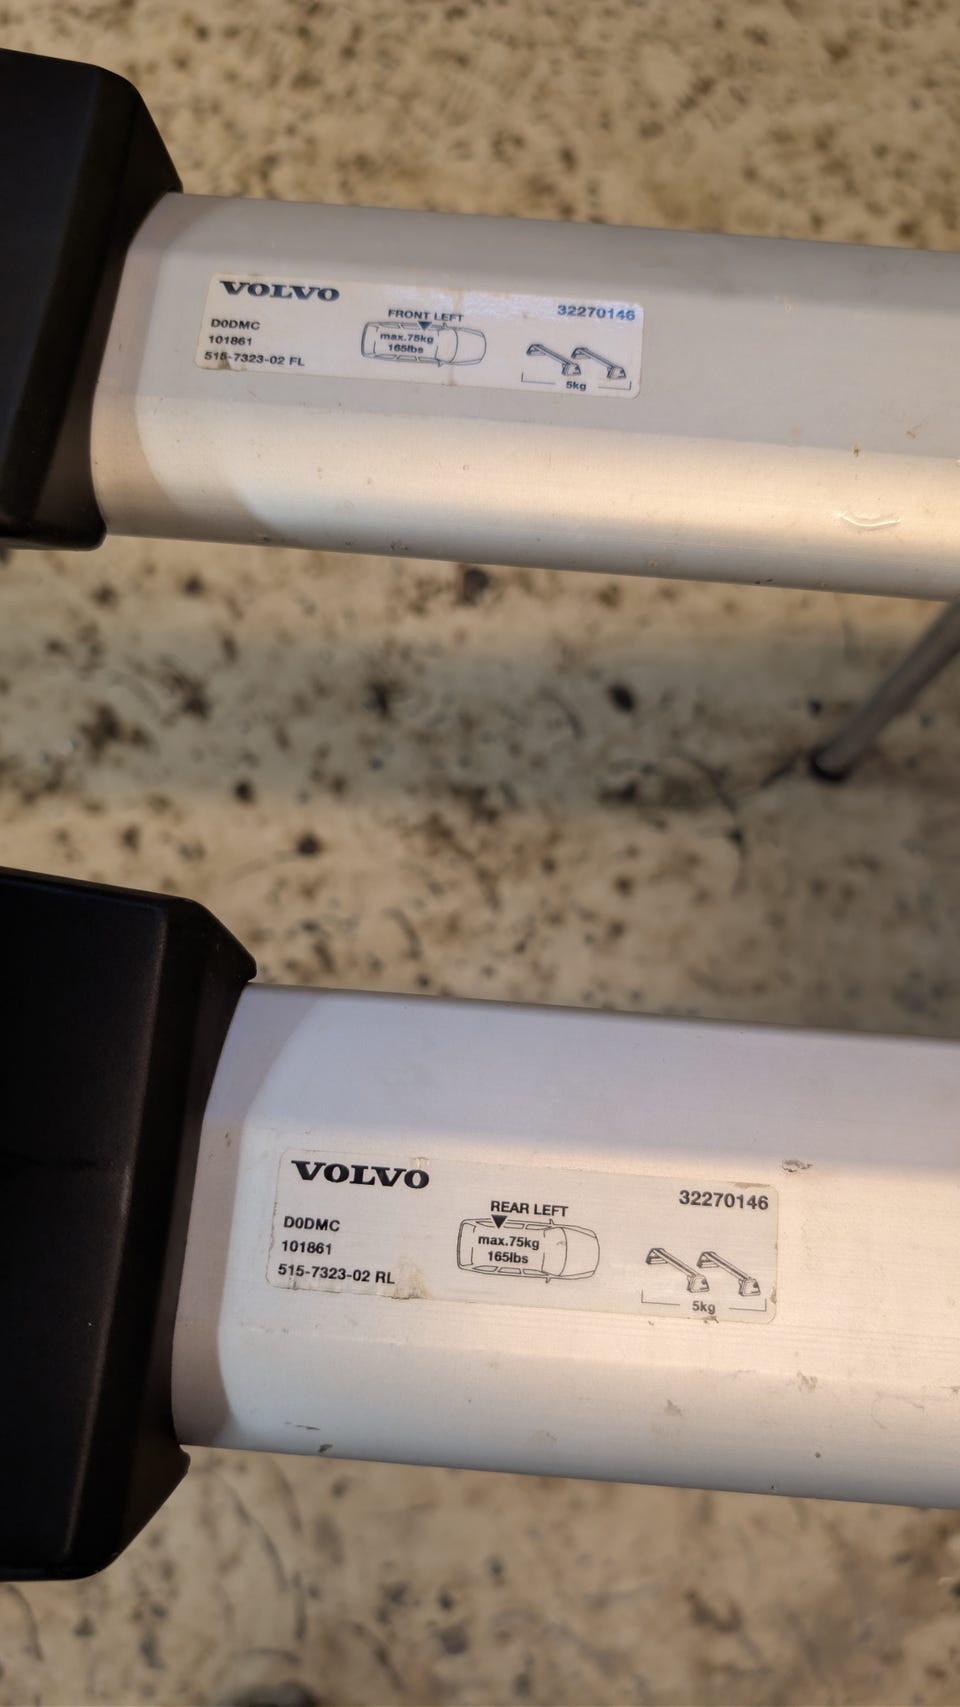 VOLVO
32270146
FRONT LEFT
D0DMC
max.75kg
101861
165lbs
515-7323-02 FL
5kg
VOLVO
32270146
REAR LEFT
D0DMC
max.75kg
101861
165lbs
515-7323-02 RL
5kg